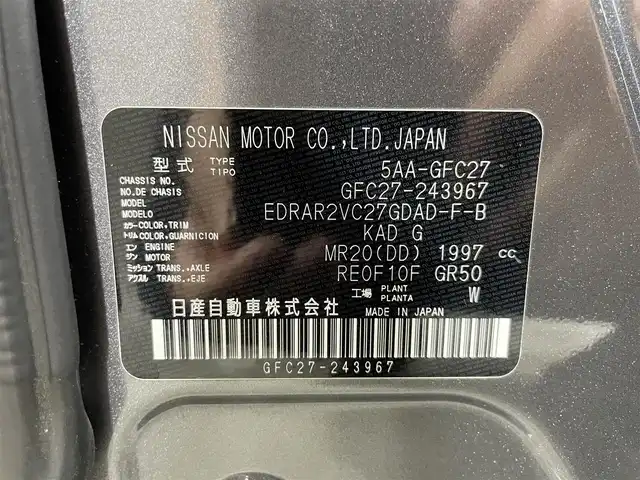 NISSAN MOTOR CO.,LTD.JAPAN
型式 TYPE TIPO 5AA-GFC27
CHASSIS NO. NO.DE CHASIS GFC27-243967
MODEL MODELO EDRAR2VC27GDAD-F-B
カラー COLOR,TRIM トリム COLOR,GUARNICION KAD G
エン ENGINE ジン MOTOR MR20(DD) 1997 cc
ミッション TRANS.,AXLE アクスル TRANS.,EJE RE0F10F GR50
工場 PLANT PLANTA W
日産自動車株式会社 MADE IN JAPAN
GFC27-243967